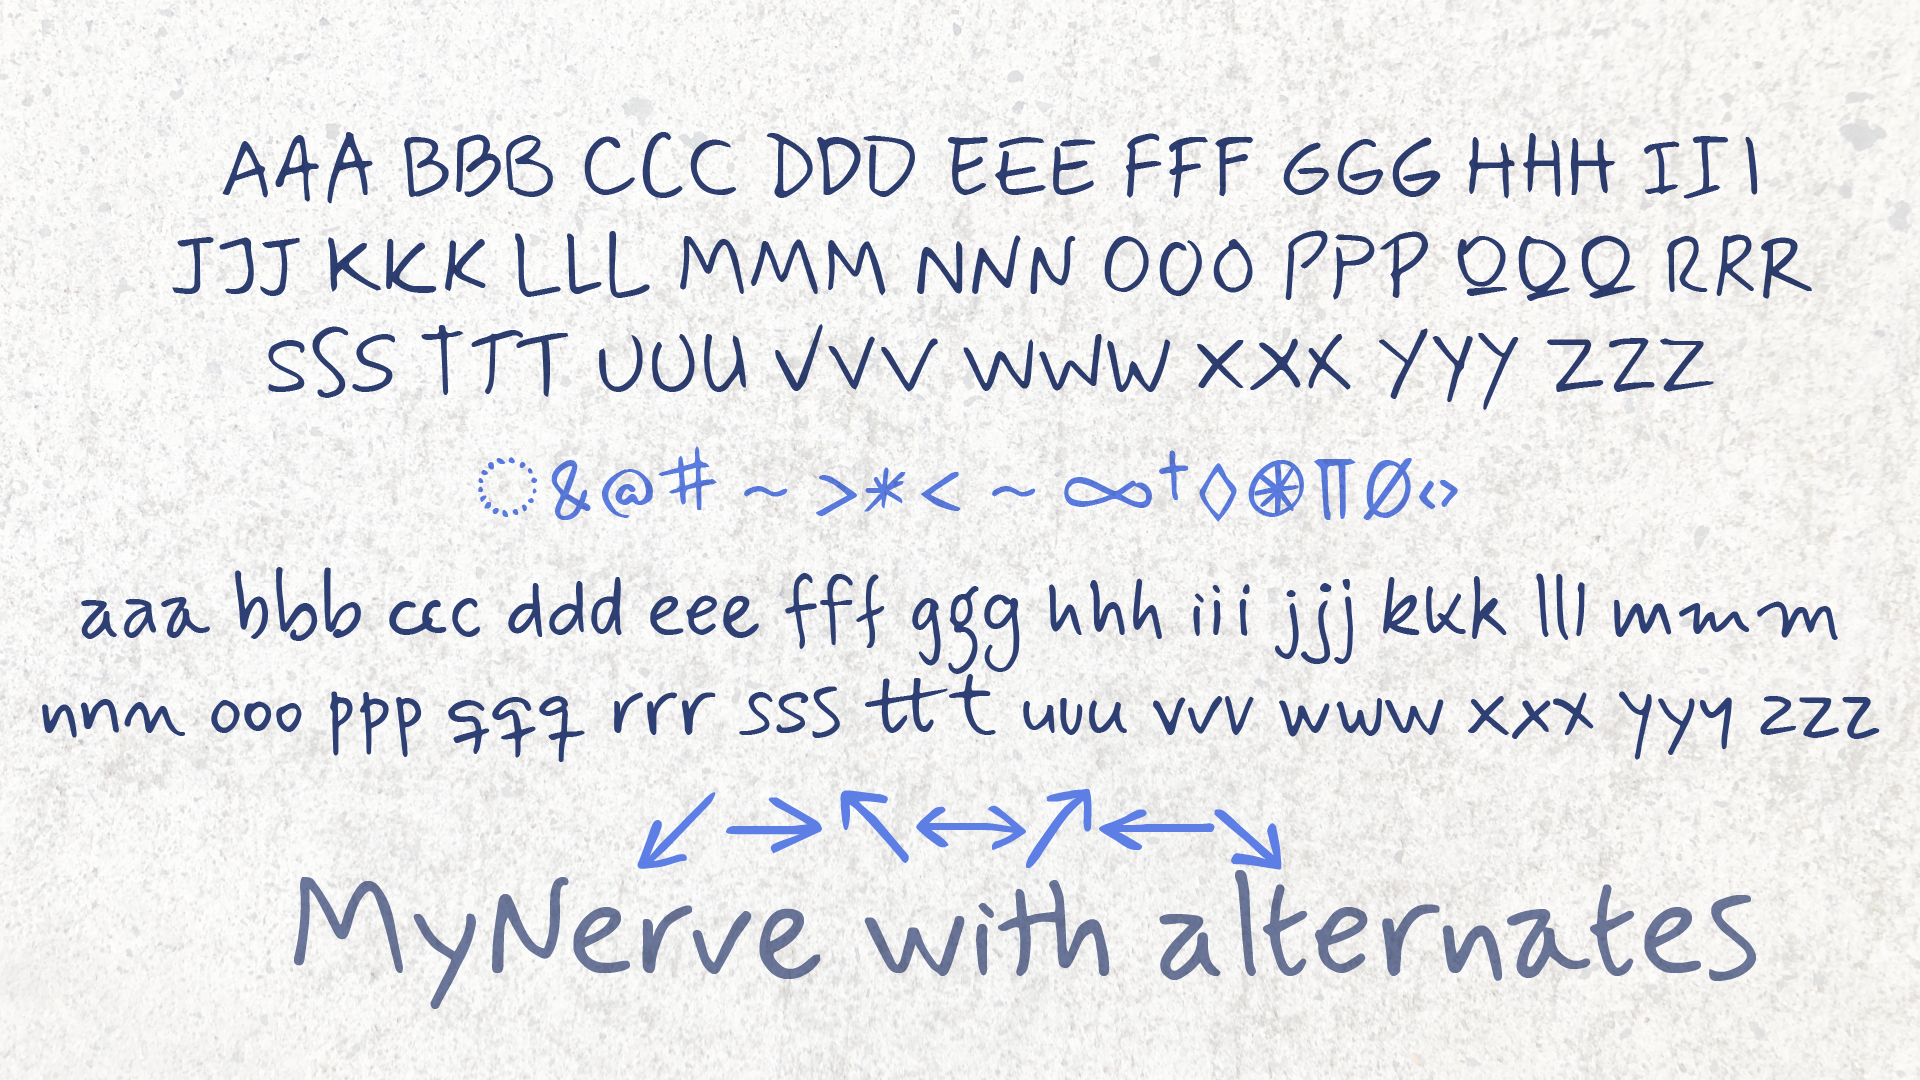 AAA BBB CCC DDD EEE FFF GGG HHH III
JJJ KKK LLL MMM NNN OOO PPP QQQ RRR
SSS TTT UUU VVV WWW XXX YYY ZZZ
◌&@# ~ >*< ~ ∞†◊⊛¶Ø‹›
aaa bbb ccc ddd eee fff ggg hhh iii jjj kkk lll mmm
nnn ooo ppp qqq rrr sss ttt uuu vvv www xxx yyy zzz
↙→↖↔↗←↘
MyNerve with alternates